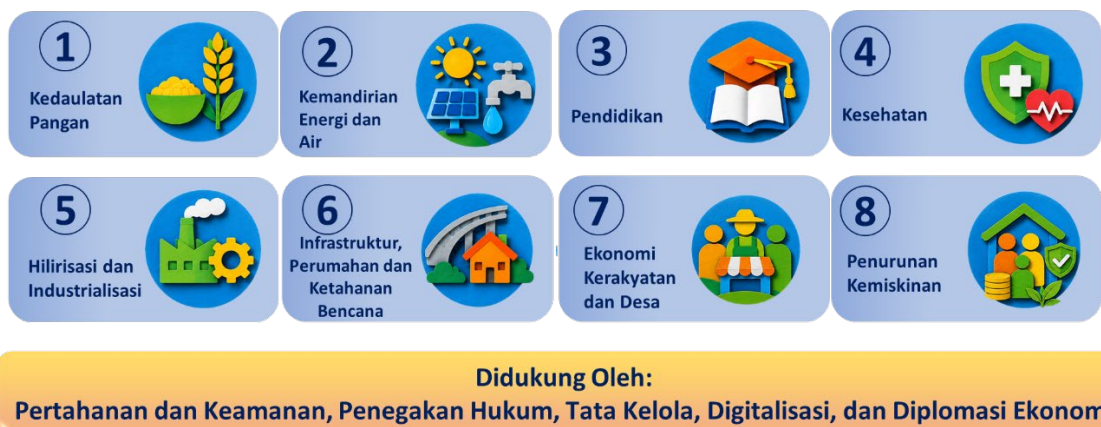 1
Kedaulatan
Pangan
2
Kemandirian
Energi dan
Air
3
Pendidikan
4
Kesehatan
5
Hilirisasi dan
Industrialisasi
6
Infrastruktur,
Perumahan dan
Ketahanan
Bencana
7
Ekonomi
Kerakyatan
dan Desa
8
Penurunan
Kemiskinan
Didukung Oleh:
Pertahanan dan Keamanan, Penegakan Hukum, Tata Kelola, Digitalisasi, dan Diplomasi Ekonom